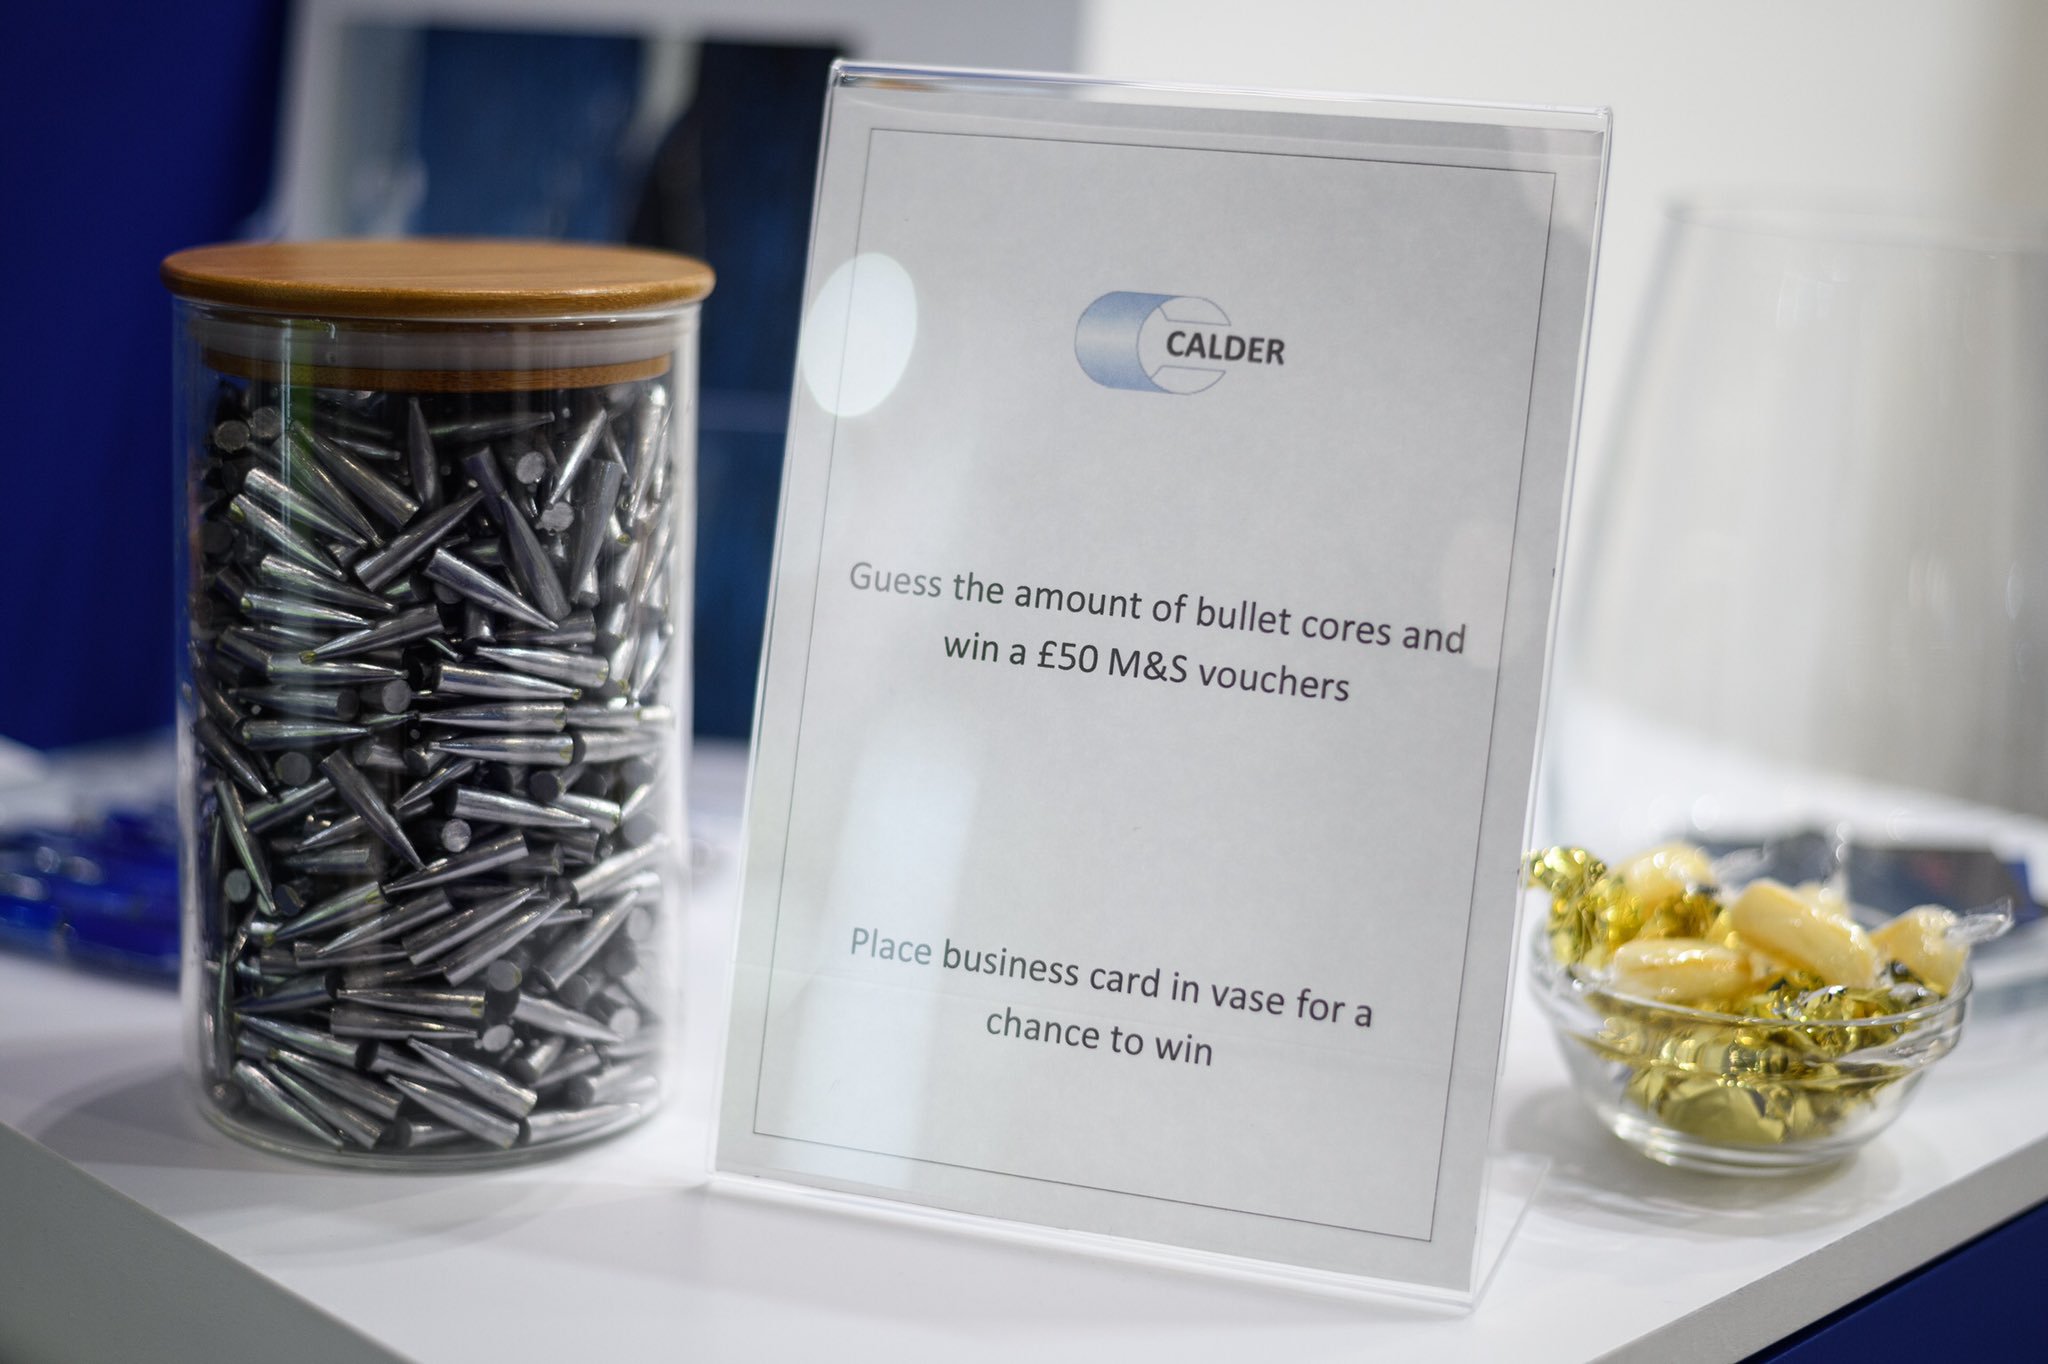 CALDER
Guess the amount of bullet cores and
win a £50 M&S vouchers
Place business card in vase for a
chance to win